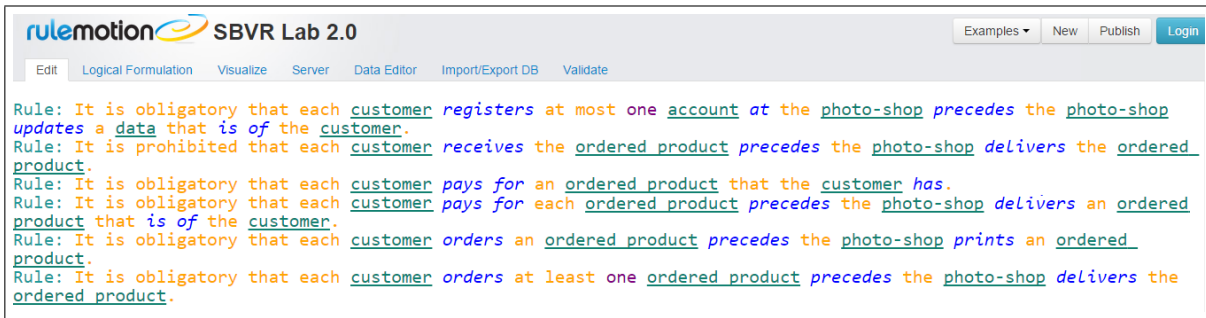 rulemotion SBVR Lab 2.0
Examples New Publish Login
Edit Logical Formulation Visualize Server Data Editor Import/Export DB Validate
Rule: It is obligatory that each customer registers at most one account at the photo-shop precedes the photo-shop
updates a data that is of the customer.
Rule: It is prohibited that each customer receives the ordered product precedes the photo-shop delivers the ordered
product.
Rule: It is obligatory that each customer pays for an ordered product that the customer has.
Rule: It is obligatory that each customer pays for each ordered product precedes the photo-shop delivers an ordered
product that is of the customer.
Rule: It is obligatory that each customer orders an ordered product precedes the photo-shop prints an ordered
product.
Rule: It is obligatory that each customer orders at least one ordered product precedes the photo-shop delivers the
ordered product.